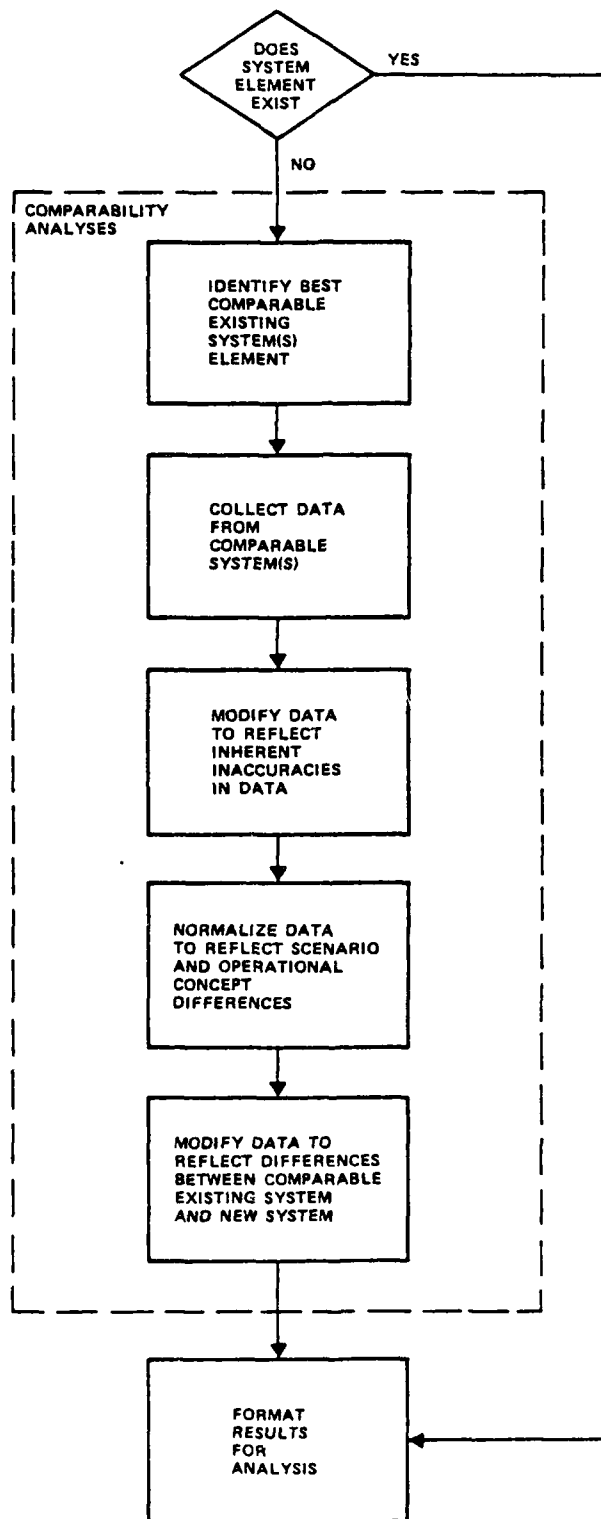 DOES
SYSTEM
ELEMENT
EXIST
YES
NO
COMPARABILITY
ANALYSES
IDENTIFY BEST
COMPARABLE
EXISTING
SYSTEM(S)
ELEMENT
COLLECT DATA
FROM
COMPARABLE
SYSTEM(S)
MODIFY DATA
TO REFLECT
INHERENT
INACCURACIES
IN DATA
NORMALIZE DATA
TO REFLECT SCENARIO
AND OPERATIONAL
CONCEPT
DIFFERENCES
MODIFY DATA TO
REFLECT DIFFERENCES
BETWEEN COMPARABLE
EXISTING SYSTEM
AND NEW SYSTEM
FORMAT
RESULTS
FOR
ANALYSIS